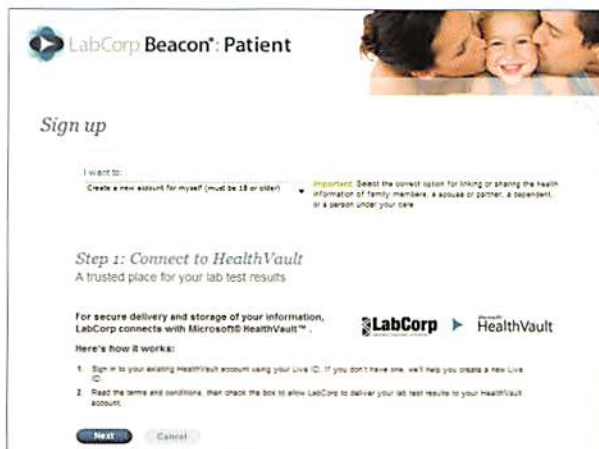 LabCorp Beacon®: Patient
Sign up
I want to:
Create a new account for myself (must be 18 or older)
Important: Select the correct option for linking or sharing the health
information of family members, a spouse or partner, a dependent,
or a person under your care
Step 1: Connect to HealthVault
A trusted place for your lab test results
For secure delivery and storage of your information,
LabCorp connects with Microsoft® HealthVault™ .
LabCorp
Microsoft
HealthVault
Here's how it works:
1. Sign in to your existing HealthVault account using your Live ID. If you don't have one, we'll help you create a new Live
ID.
2. Read the terms and conditions, then check the box to allow LabCorp to deliver your lab test results to your HealthVault
account.
Next
Cancel